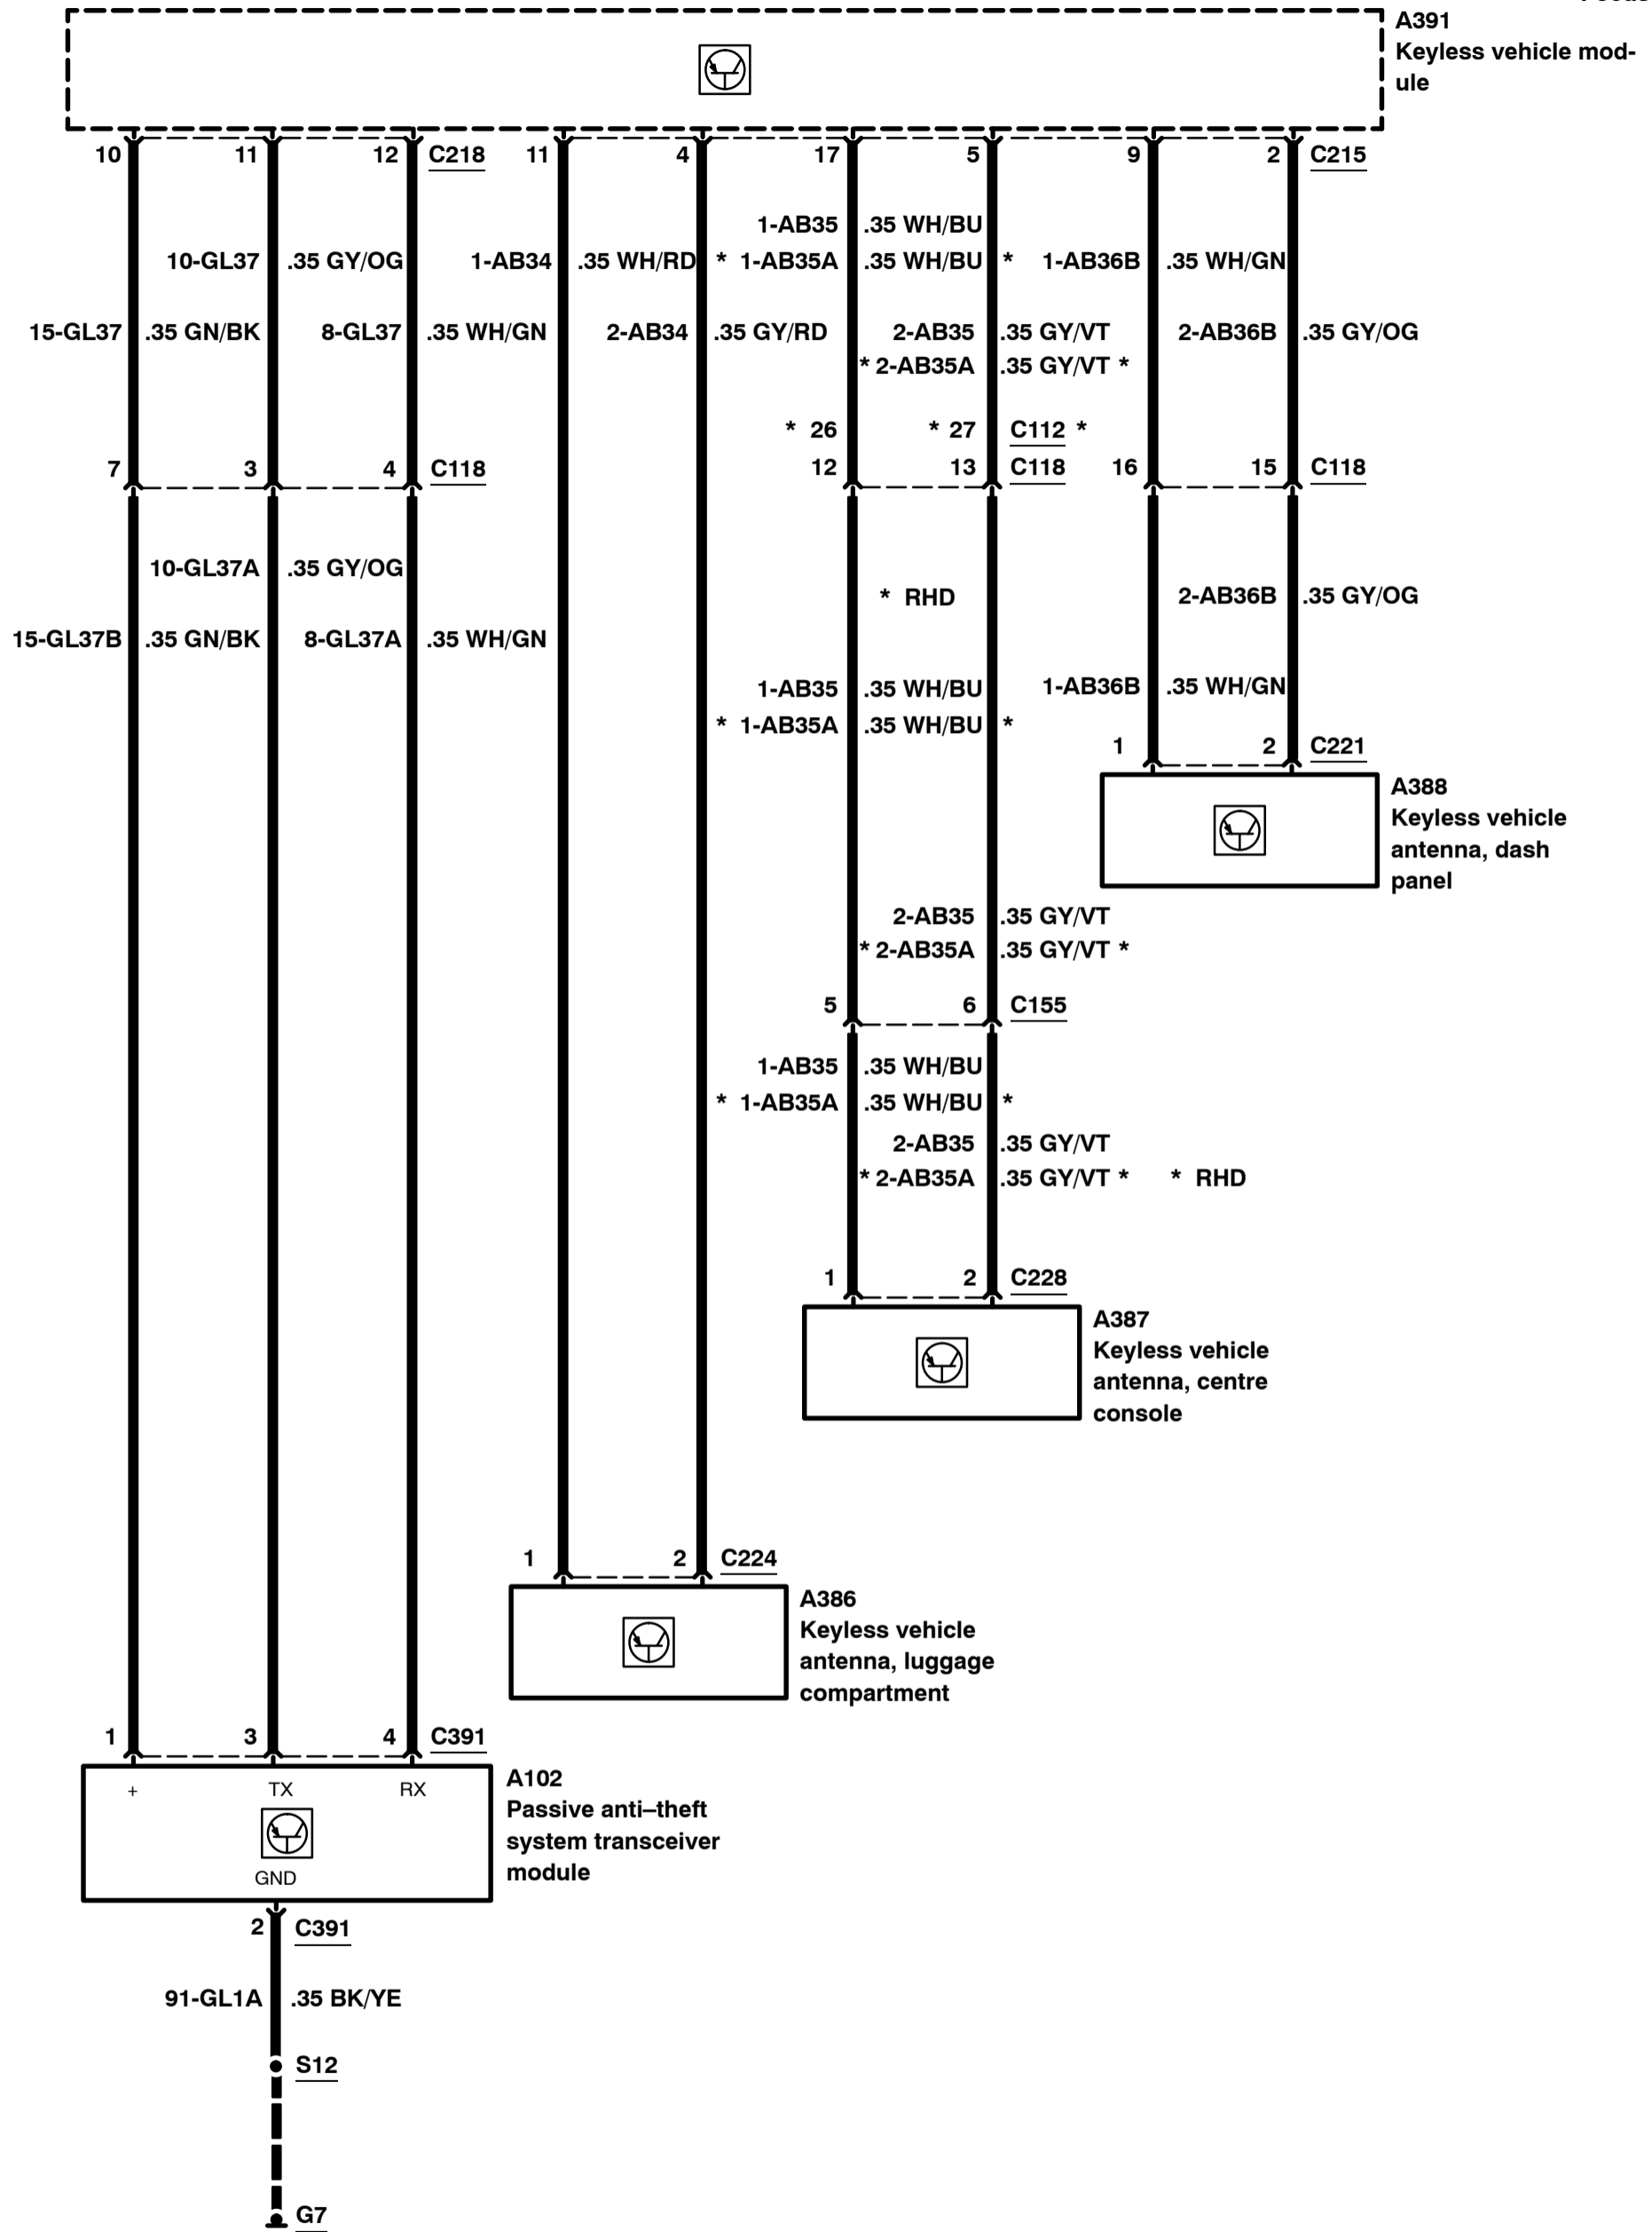 A391
Keyless vehicle mod-
ule
10 11 12 C218 11 4 17 5 9 2 C215
1-AB35 .35 WH/BU
10-GL37 .35 GY/OG 1-AB34 .35 WH/RD * 1-AB35A .35 WH/BU * 1-AB36B .35 WH/GN
15-GL37 .35 GN/BK 8-GL37 .35 WH/GN 2-AB34 .35 GY/RD 2-AB35 .35 GY/VT 2-AB36B .35 GY/OG
* 2-AB35A .35 GY/VT *
* 26 * 27 C112 *
7 3 4 C118 12 13 C118 16 15 C118
10-GL37A .35 GY/OG
* RHD 2-AB36B .35 GY/OG
15-GL37B .35 GN/BK 8-GL37A .35 WH/GN
1-AB35 .35 WH/BU 1-AB36B .35 WH/GN
* 1-AB35A .35 WH/BU *
1 2 C221
A388
Keyless vehicle
antenna, dash
panel
2-AB35 .35 GY/VT
* 2-AB35A .35 GY/VT *
5 6 C155
1-AB35 .35 WH/BU
* 1-AB35A .35 WH/BU *
2-AB35 .35 GY/VT
* 2-AB35A .35 GY/VT * * RHD
1 2 C228
A387
Keyless vehicle
antenna, centre
console
1 2 C224
A386
Keyless vehicle
antenna, luggage
compartment
1 3 4 C391
A102
Passive anti–theft
system transceiver
module
+ TX RX
GND
2 C391
91-GL1A .35 BK/YE
S12
G7